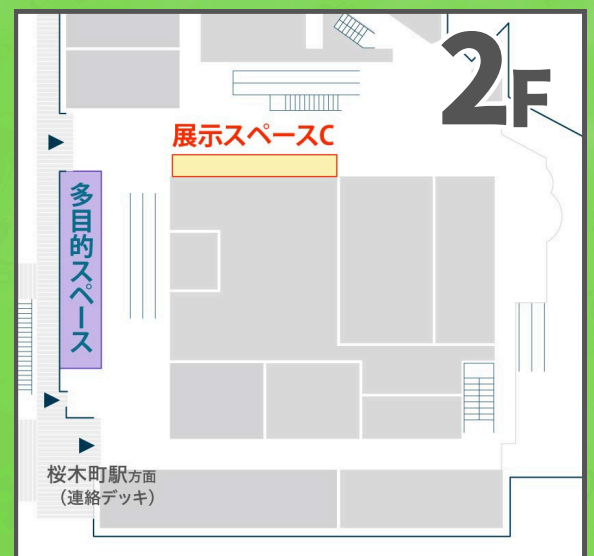 2F
展示スペースC
多目的スペース
桜木町駅方面
（連絡デッキ）